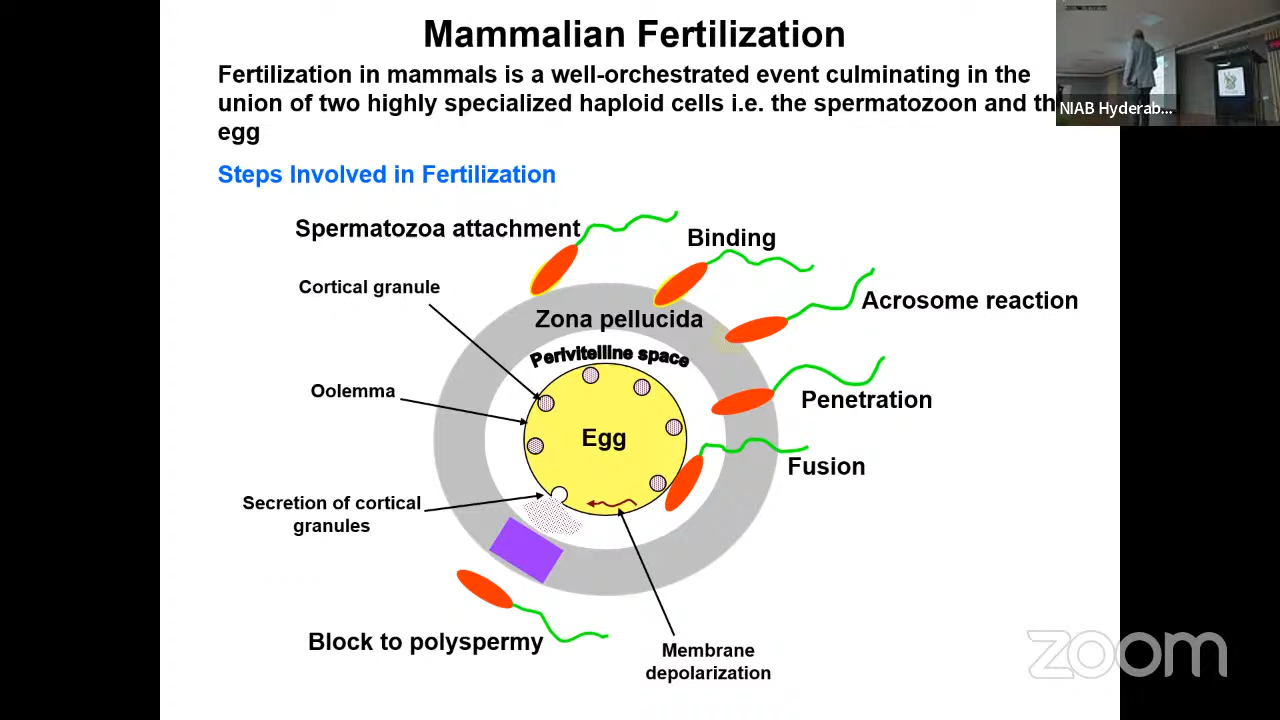 Mammalian Fertilization
Fertilization in mammals is a well-orchestrated event culminating in the
union of two highly specialized haploid cells i.e. the spermatozoon and th
egg
NIAB Hyderab...
Steps Involved in Fertilization
Spermatozoa attachment
Binding
Cortical granule
Acrosome reaction
Zona pellucida
Perivitelline space
Oolemma
Penetration
Egg
Fusion
Secretion of cortical
granules
Block to polyspermy
Membrane
depolarization
zoom